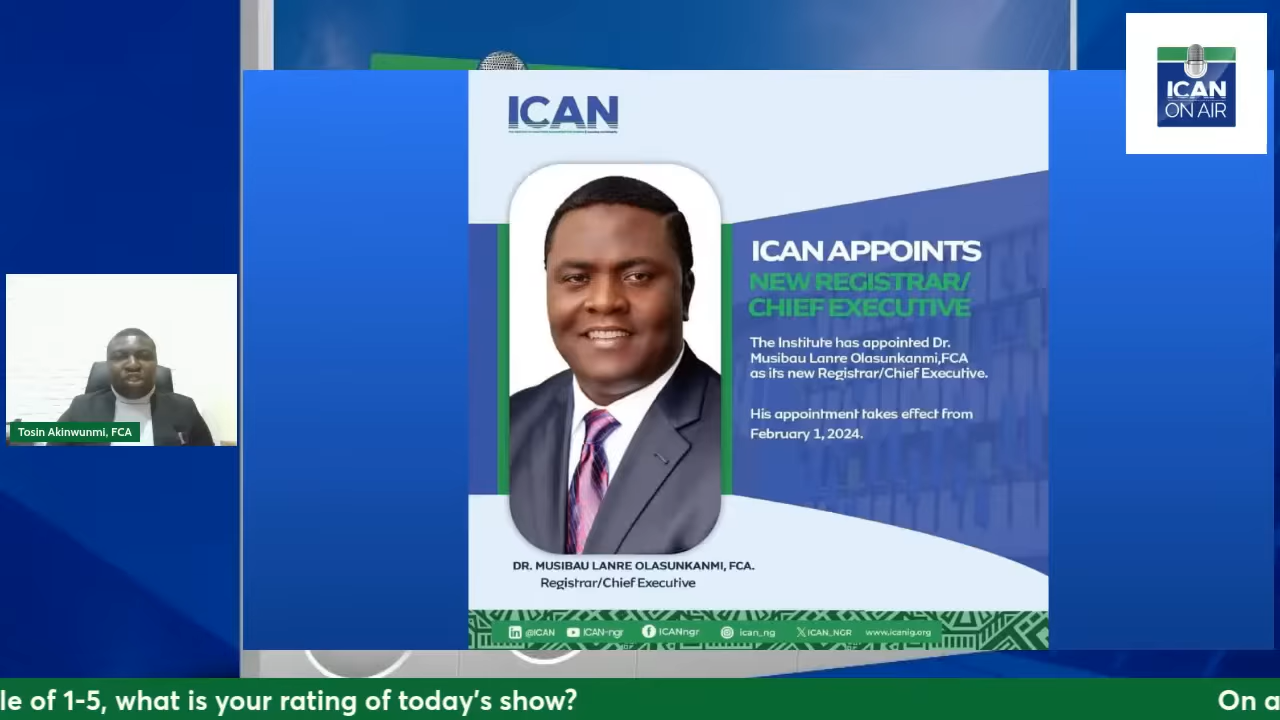 ICAN
ON AIR
ICAN
ICAN APPOINTS
NEW REGISTRAR/
CHIEF EXECUTIVE
The Institute has appointed Dr.
Musibau Lanre Olasunkanmi,FCA
as its new Registrar/Chief Executive.
His appointment takes effect from
February 1, 2024.
Tosin Akinwunmi, FCA
DR. MUSIBAU LANRE OLASUNKANMI, FCA.
Registrar/Chief Executive
@ICAN ICAN-ngr ICANngr ican_ng ICAN_NGR www.icanig.org
le of 1-5, what is your rating of today's show? On a